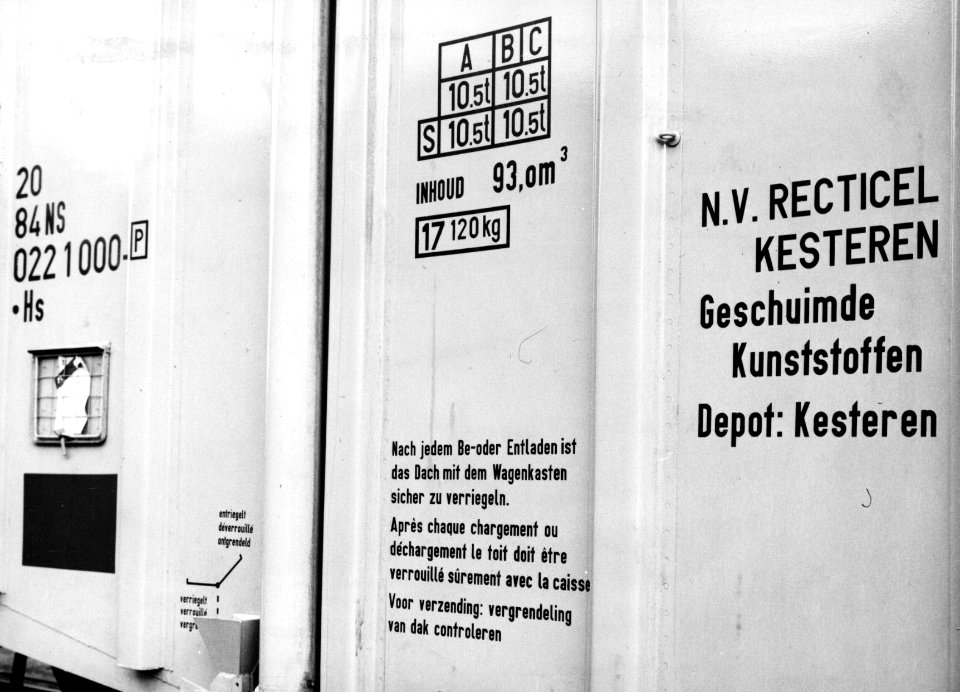 20
84 NS
022 1 000- P
•Hs
entriegelt
déverrouillé
ontgrendeld
verriegelt
A B C
10.5t 10.5t
S 10.5t 10.5t
INHOUD 93,0m³
17 120 kg
Nach jedem Be-oder Entladen ist
das Dach mit dem Wagenkasten
sicher zu verriegeln.
Après chaque chargement ou
déchargement le toit doit être
verrouillé sûrement avec la caisse
Voor verzending: vergrendeling
van dak controleren
N.V. RECTICEL
KESTEREN
Geschuimde
Kunststoffen
Depot: Kesteren